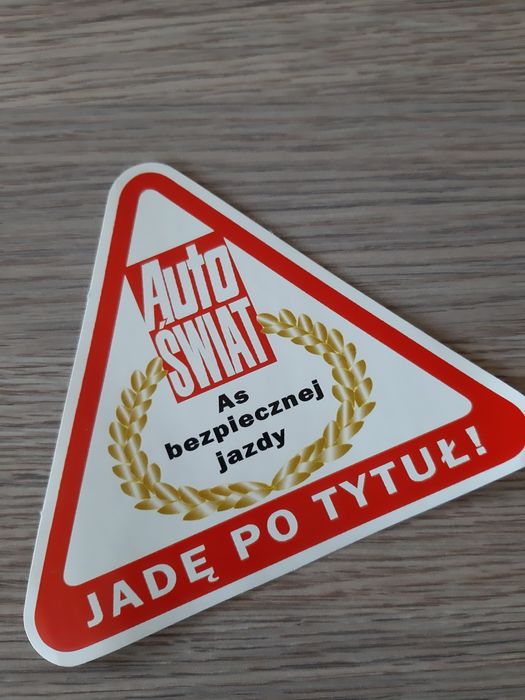 Auto
ŚWIAT
As
bezpiecznej
jazdy
JADĘ PO TYTUŁ!